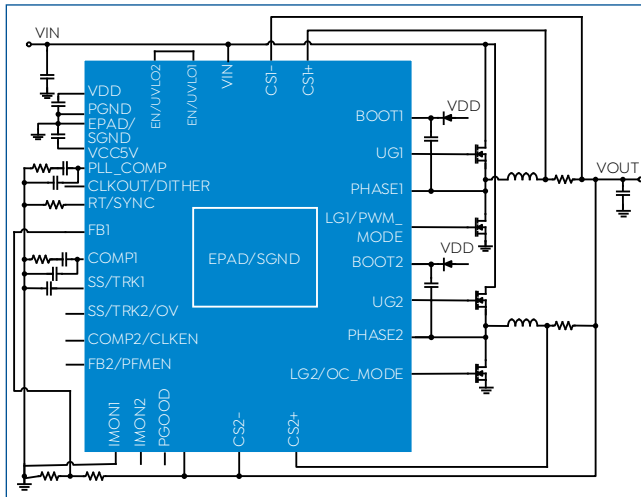 VIN
EN/UVLO2
EN/UVLO1
VIN
CS1-
CS1+
VDD
PGND
EPAD/
SGND
VCC5V
PLL_COMP
CLKOUT/DITHER
RT/SYNC
FB1
COMP1
SS/TRK1
SS/TRK2/OV
COMP2/CLKEN
FB2/PFMEN
EPAD/SGND
BOOT1
VDD
UG1
PHASE1
LG1/PWM_
MODE
BOOT2
VDD
UG2
PHASE2
LG2/OC_MODE
VOUT
IMON1
IMON2
PGOOD
CS2-
CS2+